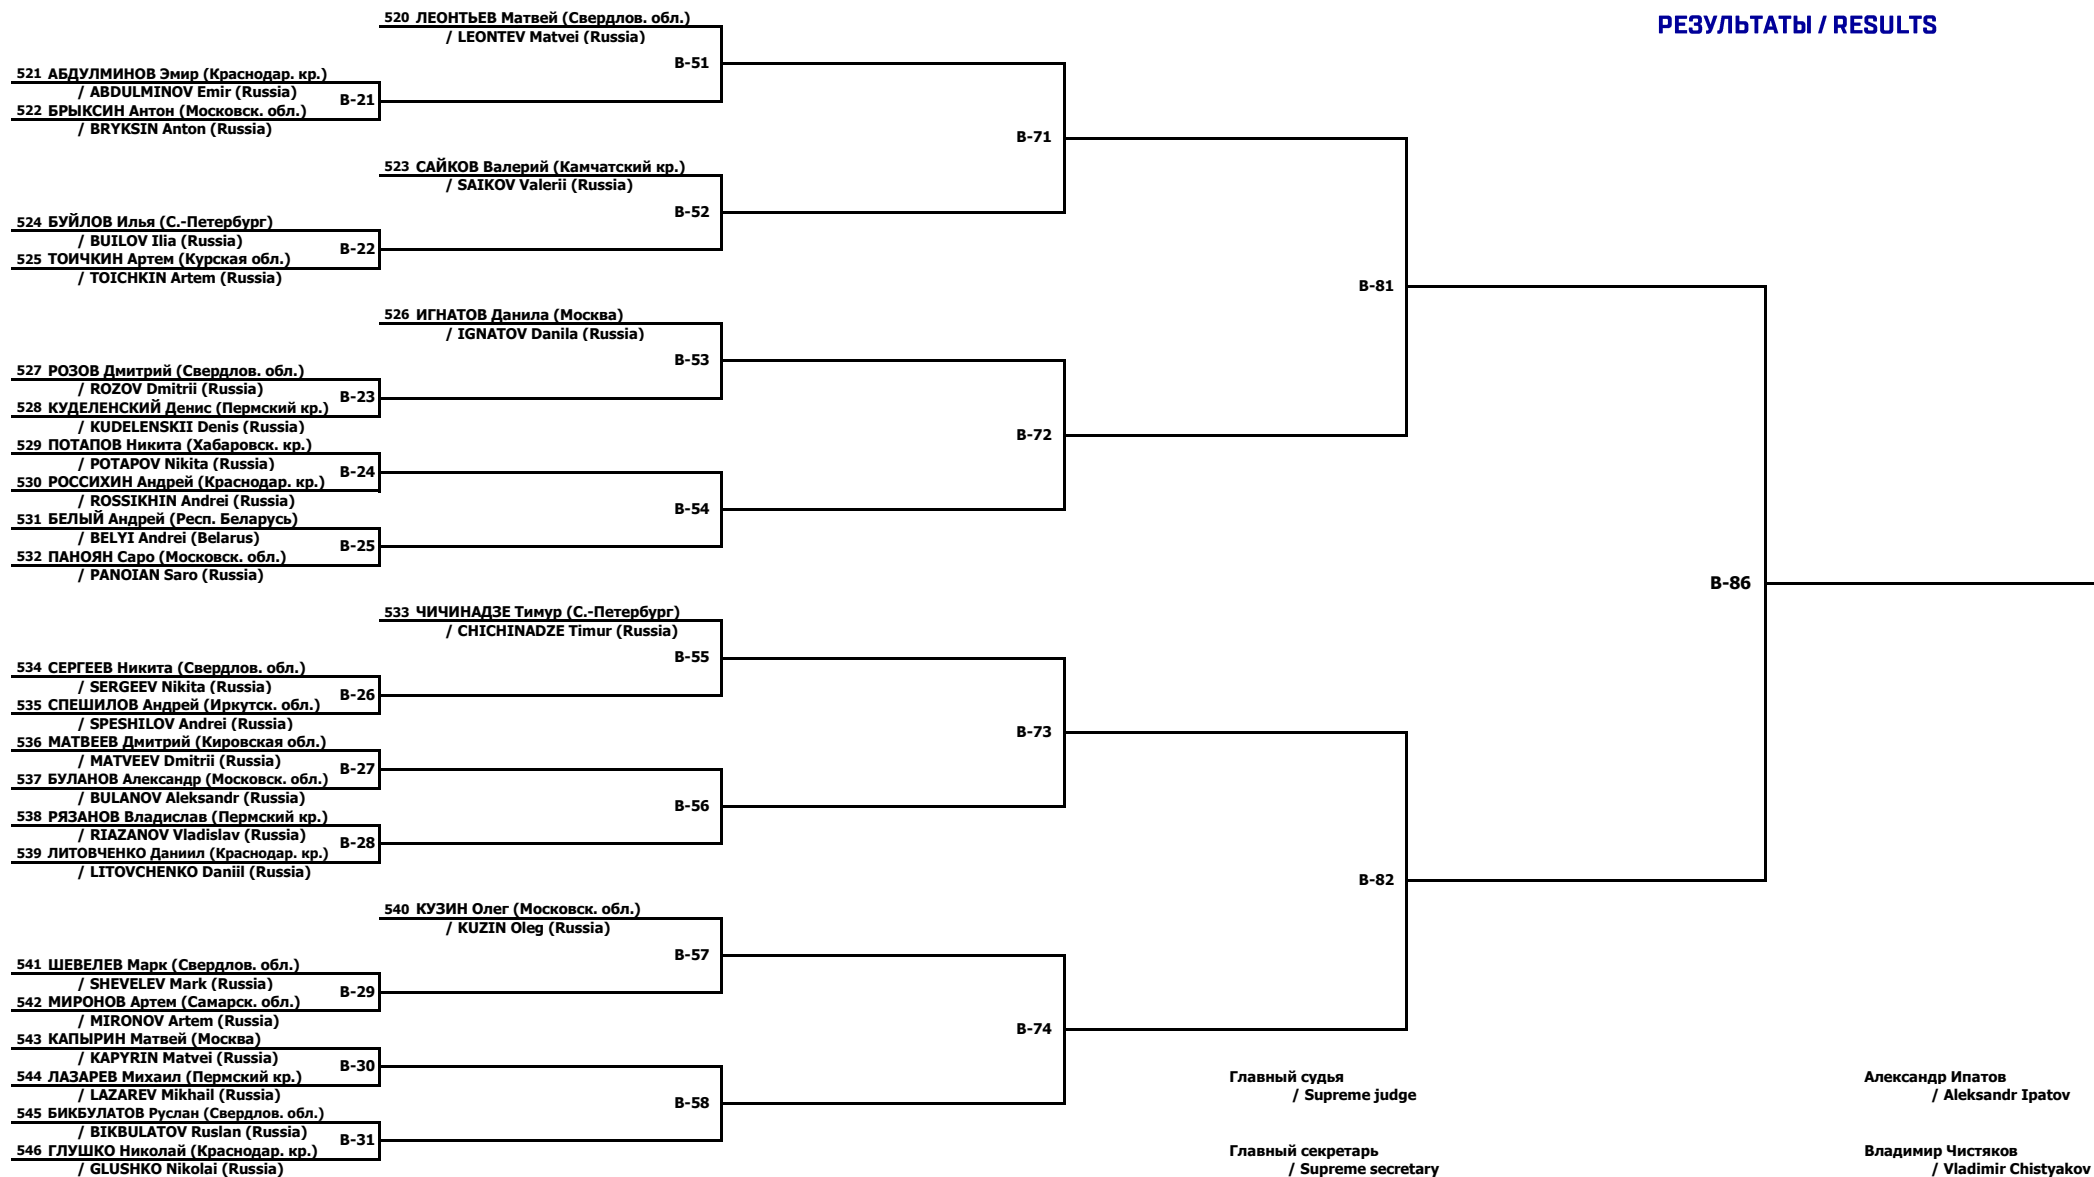 РЕЗУЛЬТАТЫ / RESULTS
520 ЛЕОНТЬЕВ Матвей (Свердлов. обл.)
/ LEONTEV Matvei (Russia)
B-51
521 АБДУЛМИНОВ Эмир (Краснодар. кр.)
/ ABDULMINOV Emir (Russia)
B-21
522 БРЫКСИН Антон (Московск. обл.)
/ BRYKSIN Anton (Russia)
B-71
523 САЙКОВ Валерий (Камчатский кр.)
/ SAIKOV Valerii (Russia)
B-52
524 БУЙЛОВ Илья (С.-Петербург)
/ BUILOV Ilia (Russia)
B-22
525 ТОИЧКИН Артем (Курская обл.)
/ TOICHKIN Artem (Russia)
B-81
526 ИГНАТОВ Данила (Москва)
/ IGNATOV Danila (Russia)
B-53
527 РОЗОВ Дмитрий (Свердлов. обл.)
/ ROZOV Dmitrii (Russia)
B-23
528 КУДЕЛЕНСКИЙ Денис (Пермский кр.)
/ KUDELENSKII Denis (Russia)
B-72
529 ПОТАПОВ Никита (Хабаровск. кр.)
/ POTAPOV Nikita (Russia)
B-24
530 РОССИХИН Андрей (Краснодар. кр.)
/ ROSSIKHIN Andrei (Russia)
B-54
531 БЕЛЫЙ Андрей (Респ. Беларусь)
/ BELYI Andrei (Belarus)
B-25
532 ПАНОЯН Саро (Московск. обл.)
/ PANOIAN Saro (Russia)
B-86
533 ЧИЧИНАДЗЕ Тимур (С.-Петербург)
/ CHICHINADZE Timur (Russia)
B-55
534 СЕРГЕЕВ Никита (Свердлов. обл.)
/ SERGEEV Nikita (Russia)
B-26
535 СПЕШИЛОВ Андрей (Иркутск. обл.)
/ SPESHILOV Andrei (Russia)
B-73
536 МАТВЕЕВ Дмитрий (Кировская обл.)
/ MATVEEV Dmitrii (Russia)
B-27
537 БУЛАНОВ Александр (Московск. обл.)
/ BULANOV Aleksandr (Russia)
B-56
538 РЯЗАНОВ Владислав (Пермский кр.)
/ RIAZANOV Vladislav (Russia)
B-28
539 ЛИТОВЧЕНКО Даниил (Краснодар. кр.)
/ LITOVCHENKO Daniil (Russia)
B-82
540 КУЗИН Олег (Московск. обл.)
/ KUZIN Oleg (Russia)
B-57
541 ШЕВЕЛЕВ Марк (Свердлов. обл.)
/ SHEVELEV Mark (Russia)
B-29
542 МИРОНОВ Артем (Самарск. обл.)
/ MIRONOV Artem (Russia)
B-74
543 КАПЫРИН Матвей (Москва)
/ KAPYRIN Matvei (Russia)
B-30
544 ЛАЗАРЕВ Михаил (Пермский кр.)
/ LAZAREV Mikhail (Russia)
B-58
545 БИКБУЛАТОВ Руслан (Свердлов. обл.)
/ BIKBULATOV Ruslan (Russia)
B-31
546 ГЛУШКО Николай (Краснодар. кр.)
/ GLUSHKO Nikolai (Russia)
Главный судья
/ Supreme judge
Александр Ипатов
/ Aleksandr Ipatov
Главный секретарь
/ Supreme secretary
Владимир Чистяков
/ Vladimir Chistyakov